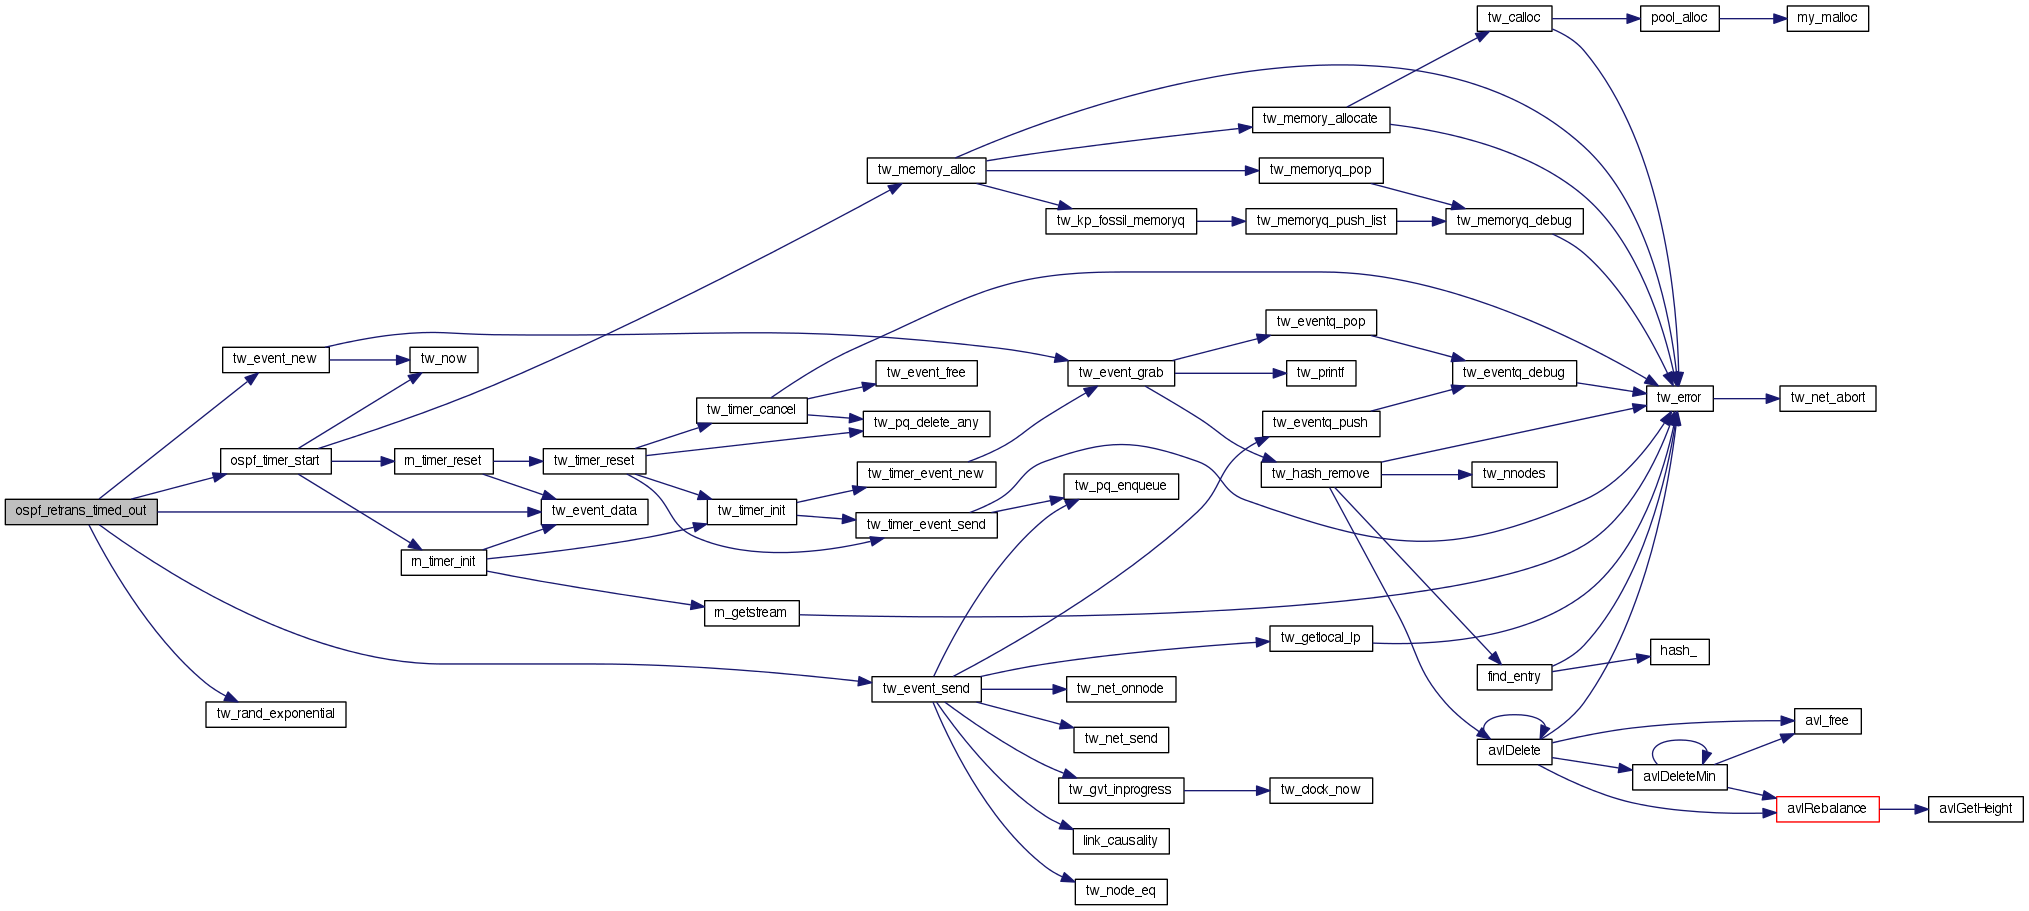 tw_calloc
pool_alloc
my_malloc
tw_memory_allocate
tw_memory_alloc
tw_memoryq_pop
tw_kp_fossil_memoryq
tw_memoryq_push_list
tw_memoryq_debug
tw_eventq_pop
tw_event_new
tw_now
tw_event_free
tw_event_grab
tw_printf
tw_eventq_debug
tw_timer_cancel
tw_error
tw_net_abort
tw_pq_delete_any
tw_eventq_push
ospf_timer_start
rn_timer_reset
tw_timer_reset
tw_timer_event_new
tw_hash_remove
tw_nnodes
tw_pq_enqueue
ospf_retrans_timed_out
tw_event_data
tw_timer_init
tw_timer_event_send
rn_timer_init
rn_getstream
tw_getlocal_lp
hash_
find_entry
tw_event_send
tw_net_onnode
tw_rand_exponential
avl_free
tw_net_send
avlDelete
avlDeleteMin
tw_gvt_inprogress
tw_clock_now
avlRebalance
avlGetHeight
link_causality
tw_node_eq